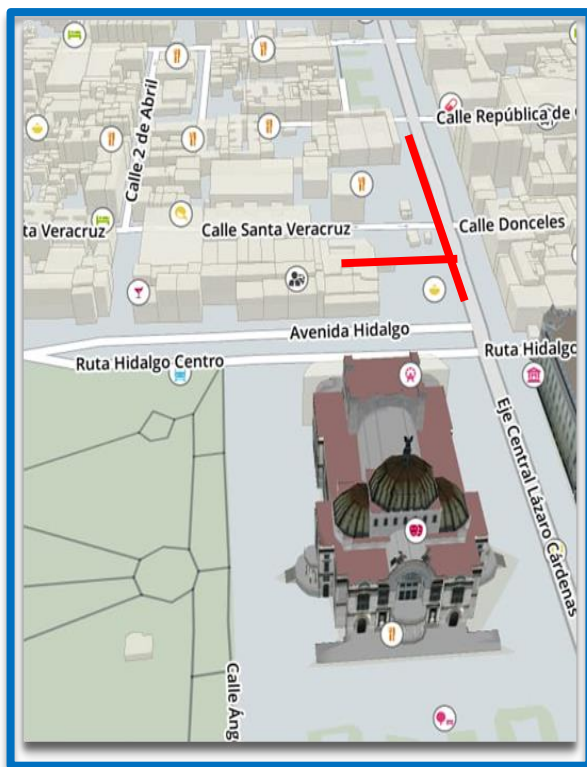 Calle 2 de Abril
Calle República de
ta Veracruz
Calle Santa Veracruz
Calle Donceles
Avenida Hidalgo
Ruta Hidalgo Centro
Ruta Hidalgo
Eje Central Lázaro Cárdenas
Calle Áng